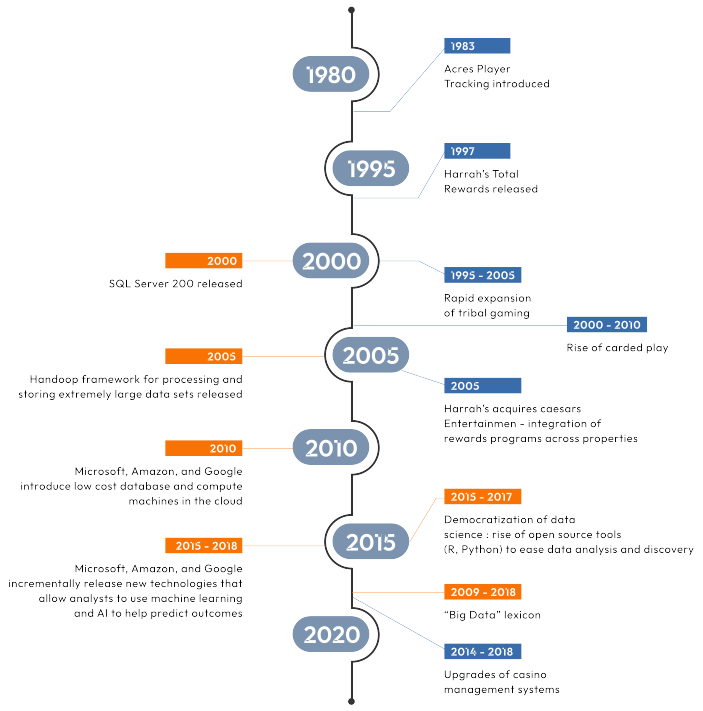 1983
Acres Player
Tracking introduced
1980
1997
Harrah's Total
Rewards released
1995
2000
SQL Server 200 released
2000
1995 - 2005
Rapid expansion
of tribal gaming
2000 - 2010
Rise of carded play
2005
Handoop framework for processing and
storing extremely large data sets released
2005
2005
Harrah's acquires caesars
Entertainmen - integration of
rewards programs across properties
2010
Microsoft, Amazon, and Google
introduce low cost database and compute
machines in the cloud
2010
2015 - 2017
Democratization of data
science : rise of open source tools
(R, Python) to ease data analysis and discovery
2015 - 2018
Microsoft, Amazon, and Google
incrementally release new technologies that
allow analysts to use machine learning
and AI to help predict outcomes
2015
2009 - 2018
“Big Data” lexicon
2020
2014 - 2018
Upgrades of casino
management systems